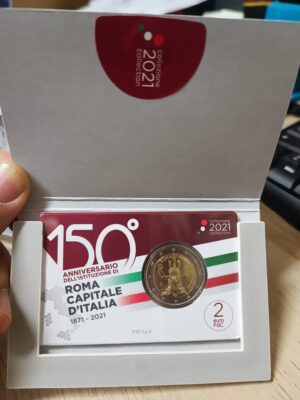 collezione
2021
collection
150°
ANNIVERSARIO
DELL'ISTITUZIONE DI
ROMA
CAPITALE
D'ITALIA
1871 - 2021
collezione
2021
collection
2
euro
FdC